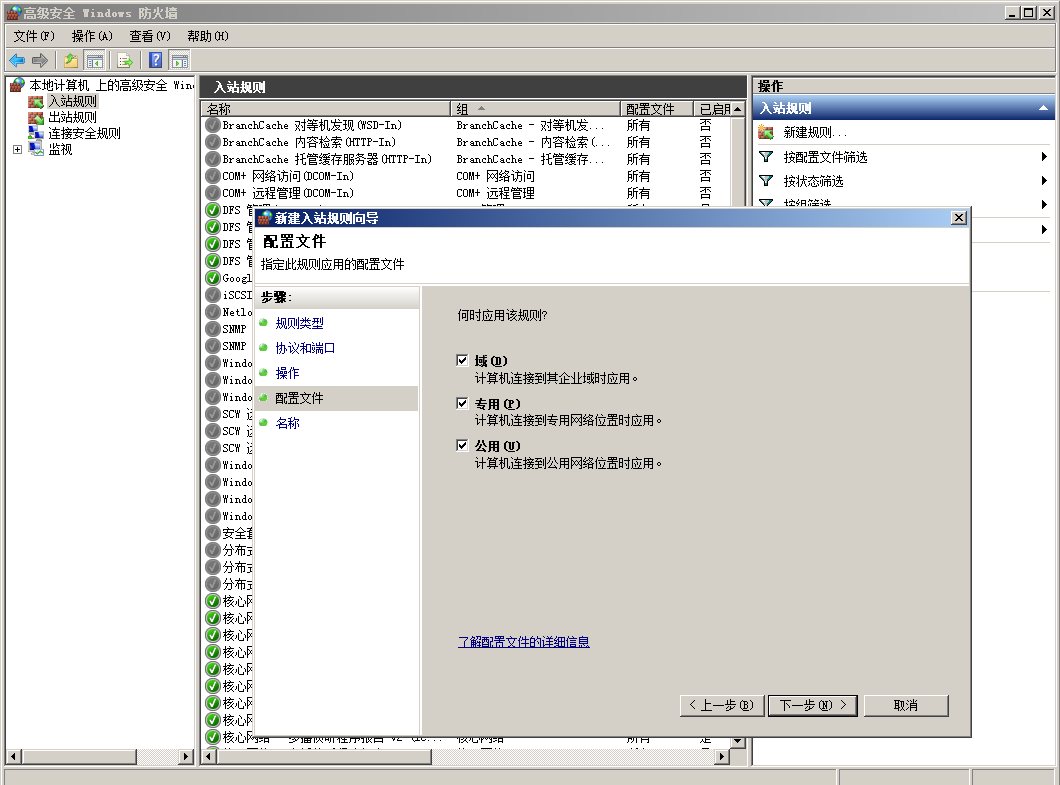 高级安全 Windows 防火墙
文件(F) 操作(A) 查看(V) 帮助(H)
本地计算机 上的高级安全 Win
入站规则
出站规则
连接安全规则
监视
入站规则
名称 组 配置文件 已启用
BranchCache 对等机发现(WSD-In) BranchCache - 对等机发... 所有 否
BranchCache 内容检索(HTTP-In) BranchCache - 内容检索(... 所有 否
BranchCache 托管缓存服务器(HTTP-In) BranchCache - 托管缓存... 所有 否
COM+ 网络访问(DCOM-In) COM+ 网络访问 所有 否
COM+ 远程管理(DCOM-In) COM+ 远程管理 所有 否
DFS 管
DFS 管
DFS 管
DFS 管
Googl
iSCSI
Netlo
SNMP
SNMP
Windo
Windo
Windo
SCW 远
SCW 远
SCW 远
Windo
Windo
Windo
Windo
安全套
分布式
分布式
分布式
核心网
核心网
核心网
核心网
核心网
核心网
核心网
核心网
核心网络 - 多播侦听程序报告 v2 (IC... 核心网络 所有 是
新建入站规则向导
配置文件
指定此规则应用的配置文件
步骤:
规则类型
协议和端口
操作
配置文件
名称
何时应用该规则?
域(D)
计算机连接到其企业域时应用。
专用(P)
计算机连接到专用网络位置时应用。
公用(U)
计算机连接到公用网络位置时应用。
了解配置文件的详细信息
< 上一步(B) 下一步(N) > 取消
操作
入站规则
新建规则...
按配置文件筛选
按状态筛选
按组筛选